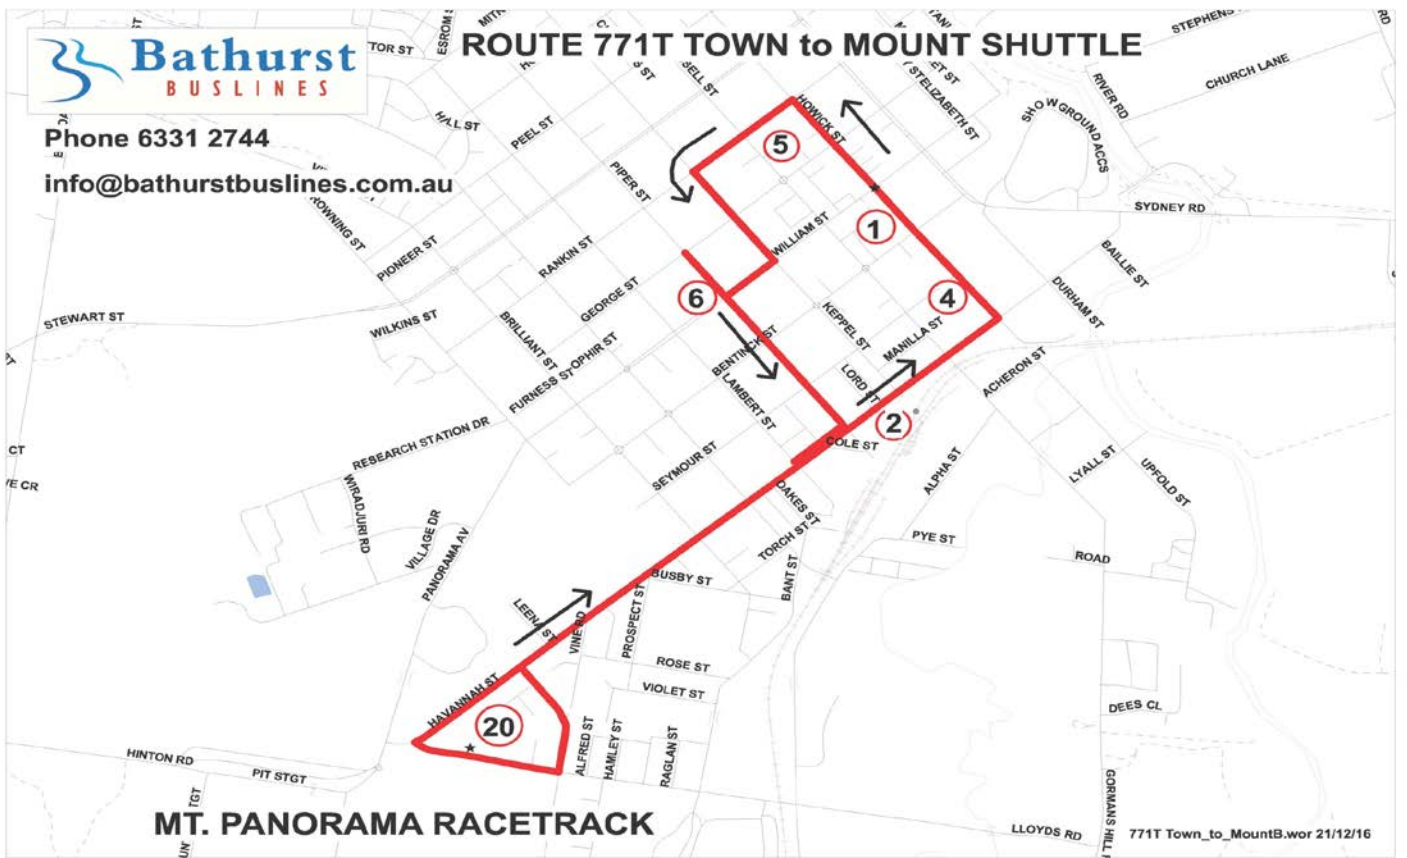 ROUTE 771T TOWN to MOUNT SHUTTLE
Bathurst
BUSLINES
Phone 6331 2744
info@bathurstbuslines.com.au
TOR ST
STEPHENS
CHURCH LANE
RIVER RD
SHOWGROUND ACCS
SYDNEY RD
HOWICK ST
ELIZABETH ST
HALL ST
PEEL ST
PIPER ST
ROWNING ST
PIONEER ST
RANKIN ST
GEORGE ST
WILLIAM ST
BAILLIE ST
DURHAM ST
STEWART ST
WILKINS ST
BRILLIANT ST
OPHIR ST
FURNESS ST
BENTINCK ST
KEPPEL ST
MANILLA ST
LORD ST
LAMBERT ST
ACHERON ST
5
1
4
6
2
20
COLE ST
SEYMOUR ST
RESEARCH STATION DR
WIRADJURI RD
VILLAGE DR
PANORAMA AV
CT
VE CR
OAKES ST
TORCH ST
ALPHA ST
LYALL ST
UPFOLD ST
PYE ST
ROAD
BANT ST
BUSBY ST
LEENA ST
VINE RD
PROSPECT ST
ROSE ST
VIOLET ST
HAVANNAH ST
ALFRED ST
HAMLEY ST
RAGLAN ST
DEES CL
HINTON RD
PIT STGT
TGT
GORMANS HILL
LLOYDS RD
MT. PANORAMA RACETRACK
771T Town_to_MountB.wor 21/12/16